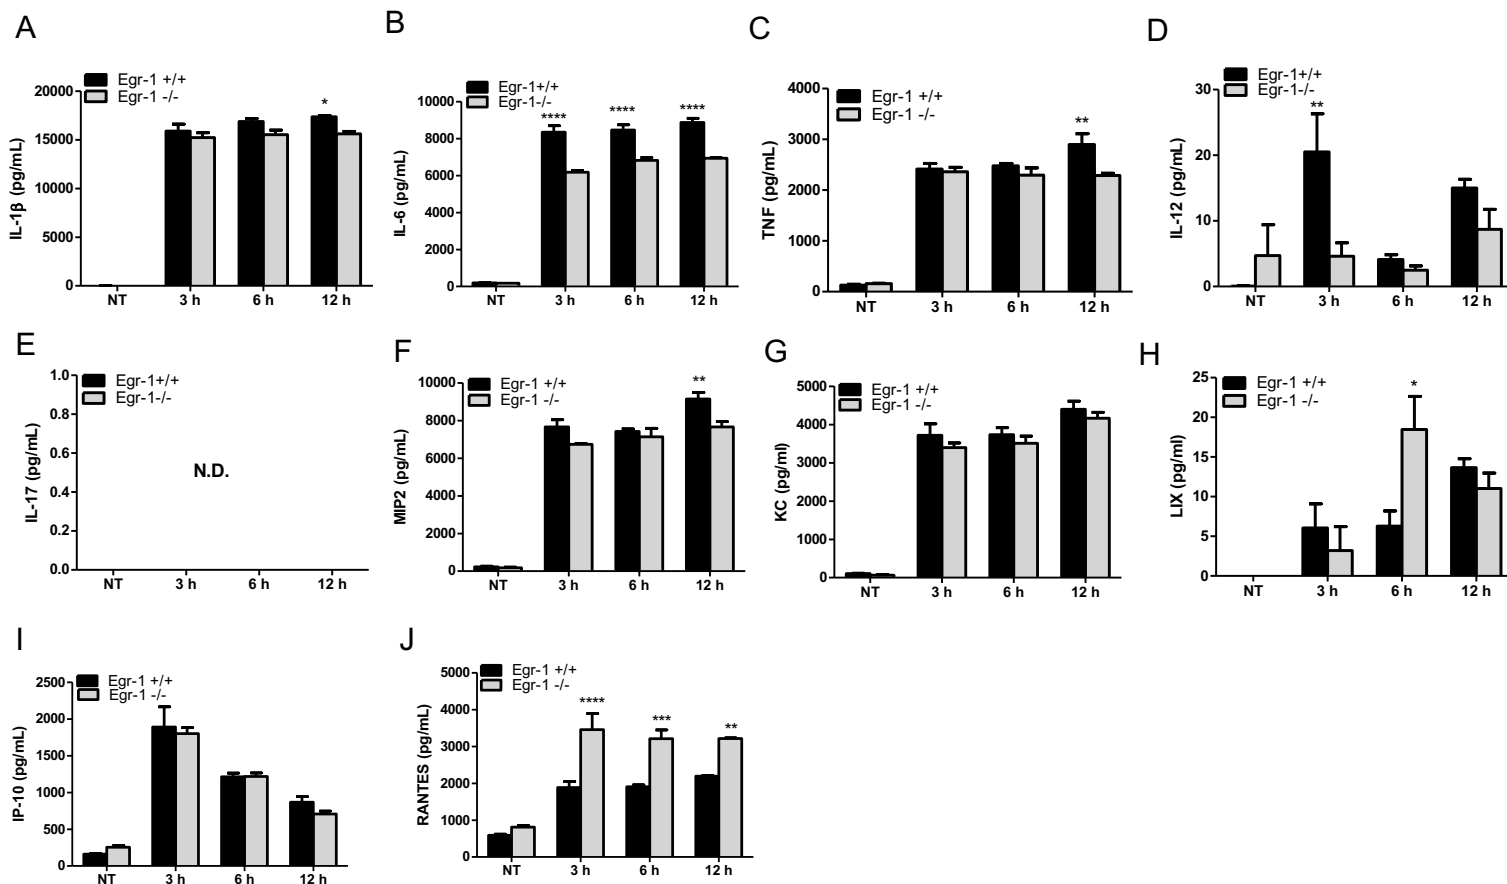 A
Egr-1 +/+
Egr-1 -/-
IL-1β (pg/mL)
20000
15000
10000
5000
0
*
NT 3 h 6 h 12 h
B
Egr-1+/+
Egr-1-/-
IL-6 (pg/mL)
10000
8000
6000
4000
2000
0
**** **** ****
NT 3 h 6 h 12 h
C
Egr-1 +/+
Egr-1 -/-
TNF (pg/mL)
4000
3000
2000
1000
0
**
NT 3 h 6 h 12 h
D
Egr-1+/+
Egr-1-/-
IL-12 (pg/mL)
30
20
10
0
**
NT 3 h 6 h 12 h
E
Egr-1+/+
Egr-1-/-
IL-17 (pg/mL)
1.0
0.8
0.6
0.4
0.2
0.0
N.D.
NT 3 h 6 h 12 h
F
Egr-1 +/+
Egr-1 -/-
MIP2 (pg/mL)
10000
8000
6000
4000
2000
0
**
NT 3 h 6 h 12 h
G
Egr-1 +/+
Egr-1 -/-
KC (pg/ml)
5000
4000
3000
2000
1000
0
NT 3 h 6 h 12 h
H
Egr-1 +/+
Egr-1 -/-
LIX (pg/ml)
25
20
15
10
5
0
*
NT 3 h 6 h 12 h
I
Egr-1 +/+
Egr-1 -/-
IP-10 (pg/mL)
2500
2000
1500
1000
500
0
NT 3 h 6 h 12 h
J
Egr-1 +/+
Egr-1 -/-
RANTES (pg/mL)
5000
4000
3000
2000
1000
0
**** *** **
NT 3 h 6 h 12 h